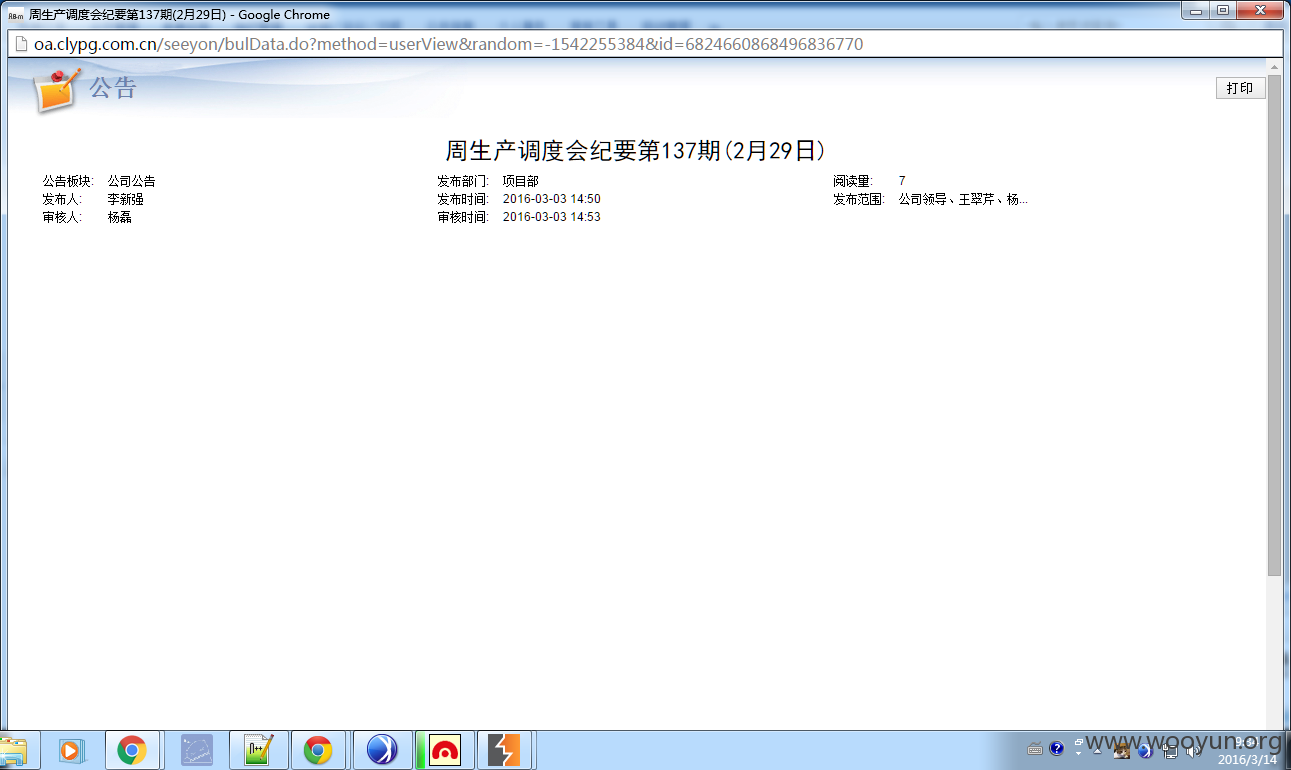 周生产调度会纪要第137期(2月29日) - Google Chrome
oa.clypg.com.cn/seeyon/bulData.do?method=userView&random=-1542255384&id=6824660868496836770
公告
打印
周生产调度会纪要第137期(2月29日)
公告板块: 公司公告 发布部门: 项目部 阅读量: 7
发布人: 李新强 发布时间: 2016-03-03 14:50 发布范围: 公司领导、王翠芹、杨...
审核人: 杨磊 审核时间: 2016-03-03 14:53
www.wooyun.org
2016/3/14